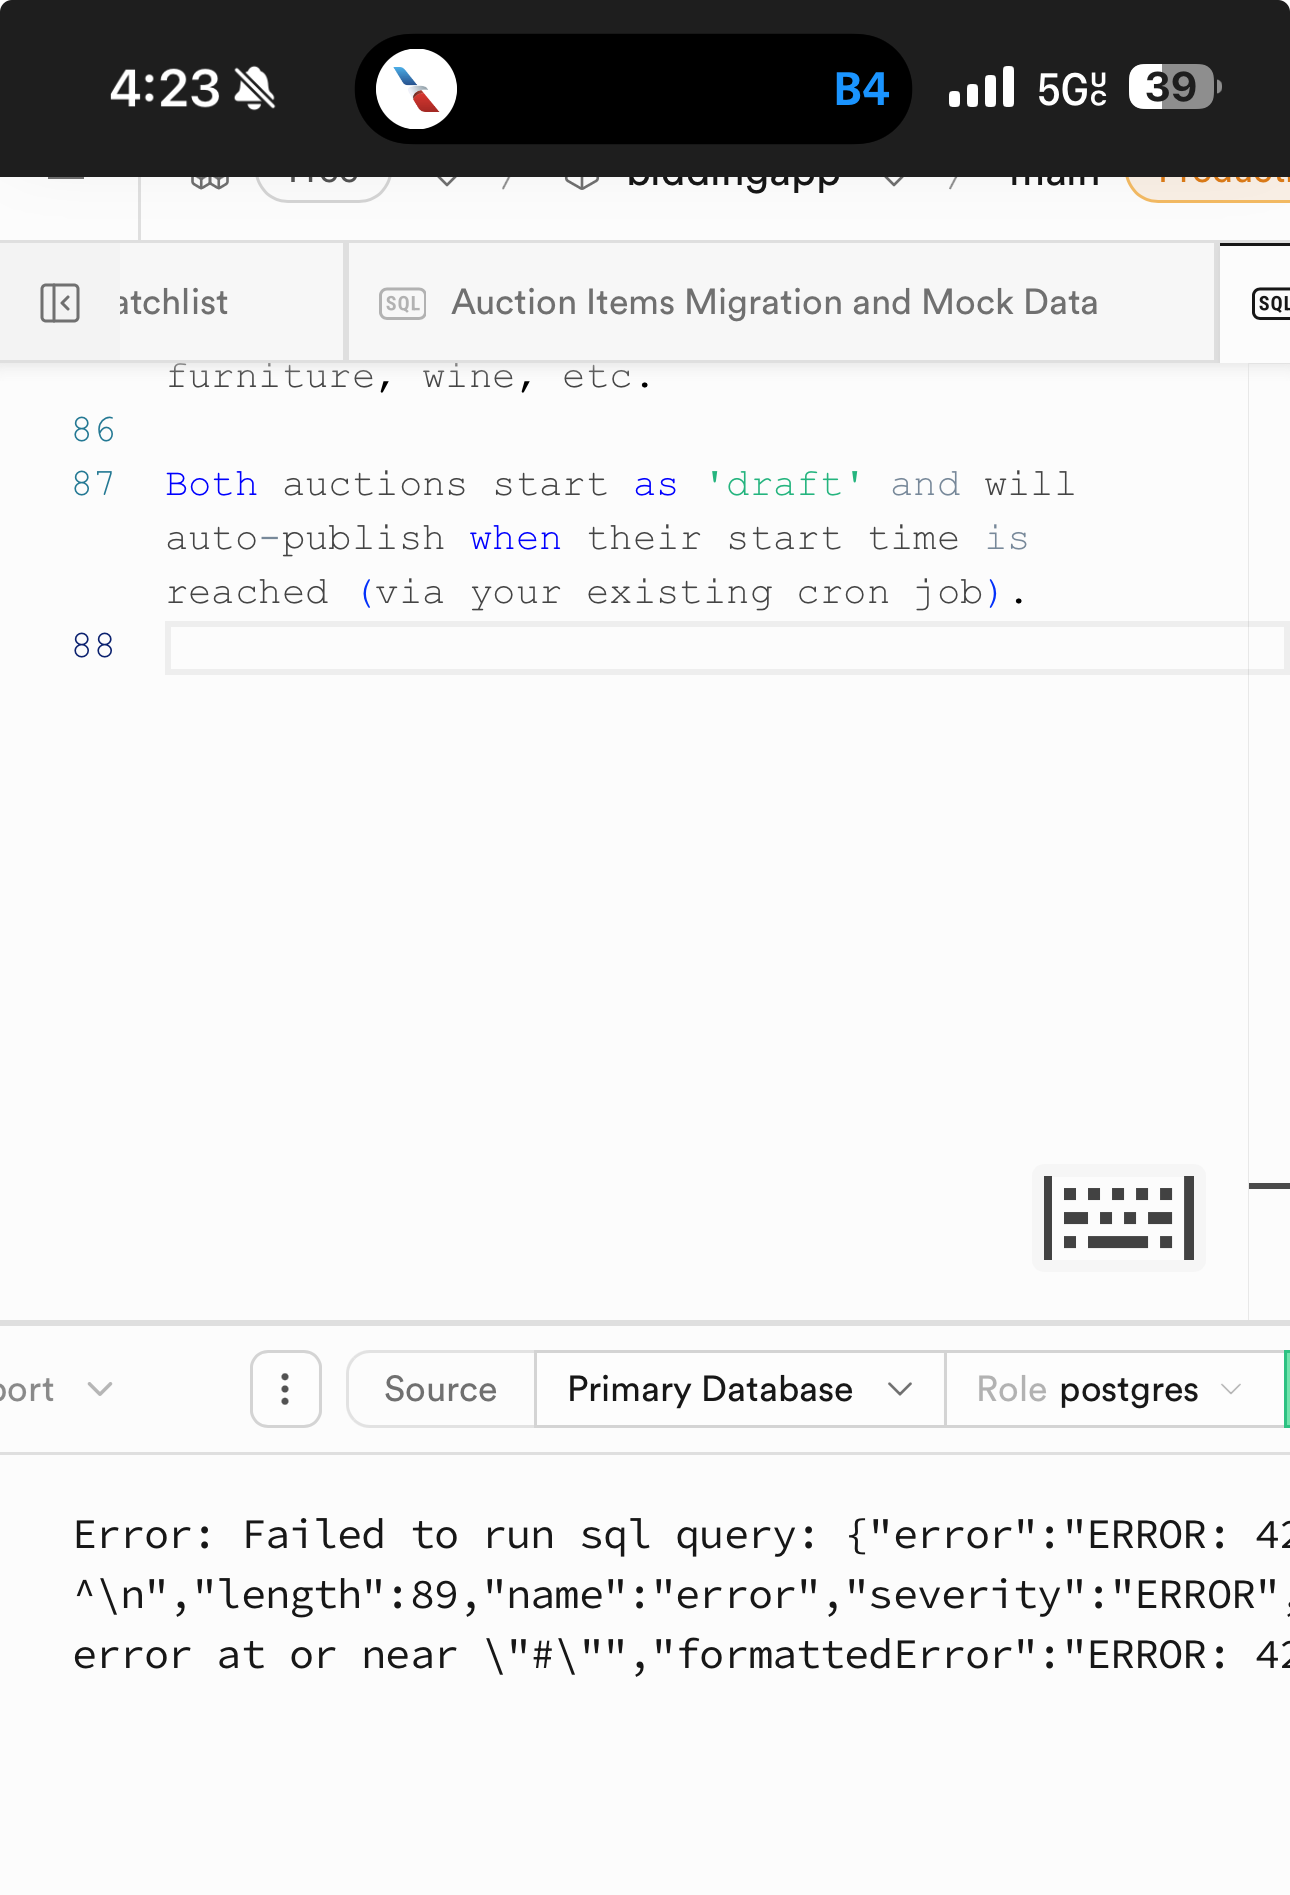 4:23 B4 5GUC 39
biddingapp / main
atchlist SQL Auction Items Migration and Mock Data SQL
furniture, wine, etc.
86
87 Both auctions start as 'draft' and will
auto-publish when their start time is
reached (via your existing cron job).
88
port Source Primary Database Role postgres
Error: Failed to run sql query: {"error":"ERROR: 42
^\n","length":89,"name":"error","severity":"ERROR",
error at or near \"#\"","formattedError":"ERROR: 42